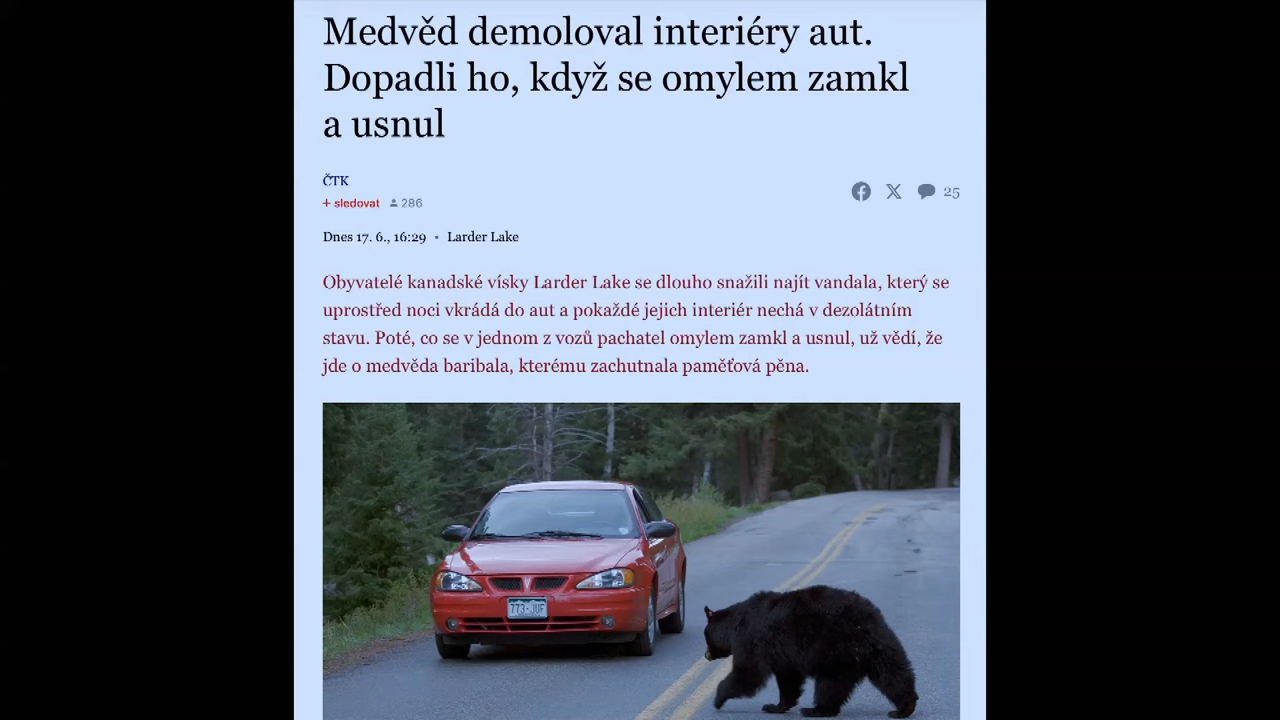 Medvěd demoloval interiéry aut.
Dopadli ho, když se omylem zamkl
a usnul
ČTK
+ sledovat 286
25
Dnes 17. 6., 16:29 • Larder Lake
Obyvatelé kanadské vísky Larder Lake se dlouho snažili najít vandala, který se
uprostřed noci vkrádá do aut a pokaždé jejich interiér nechá v dezolátním
stavu. Poté, co se v jednom z vozů pachatel omylem zamkl a usnul, už vědí, že
jde o medvěda baribala, kterému zachutnala paměťová pěna.
773-JUF